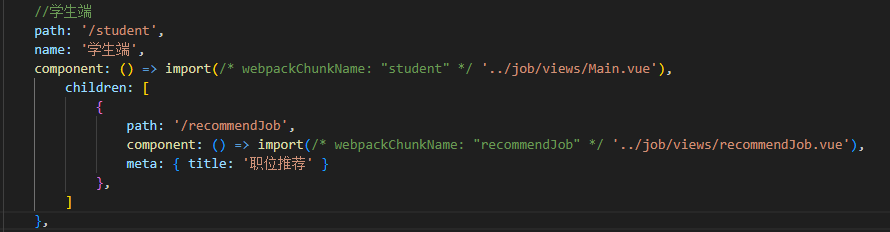 //学生端
path: '/student',
name: '学生端',
component: () => import(/* webpackChunkName: "student" */ '../job/views/Main.vue'),
children: [
{
path: '/recommendJob',
component: () => import(/* webpackChunkName: "recommendJob" */ '../job/views/recommendJob.vue'),
meta: { title: '职位推荐' }
},
]
},